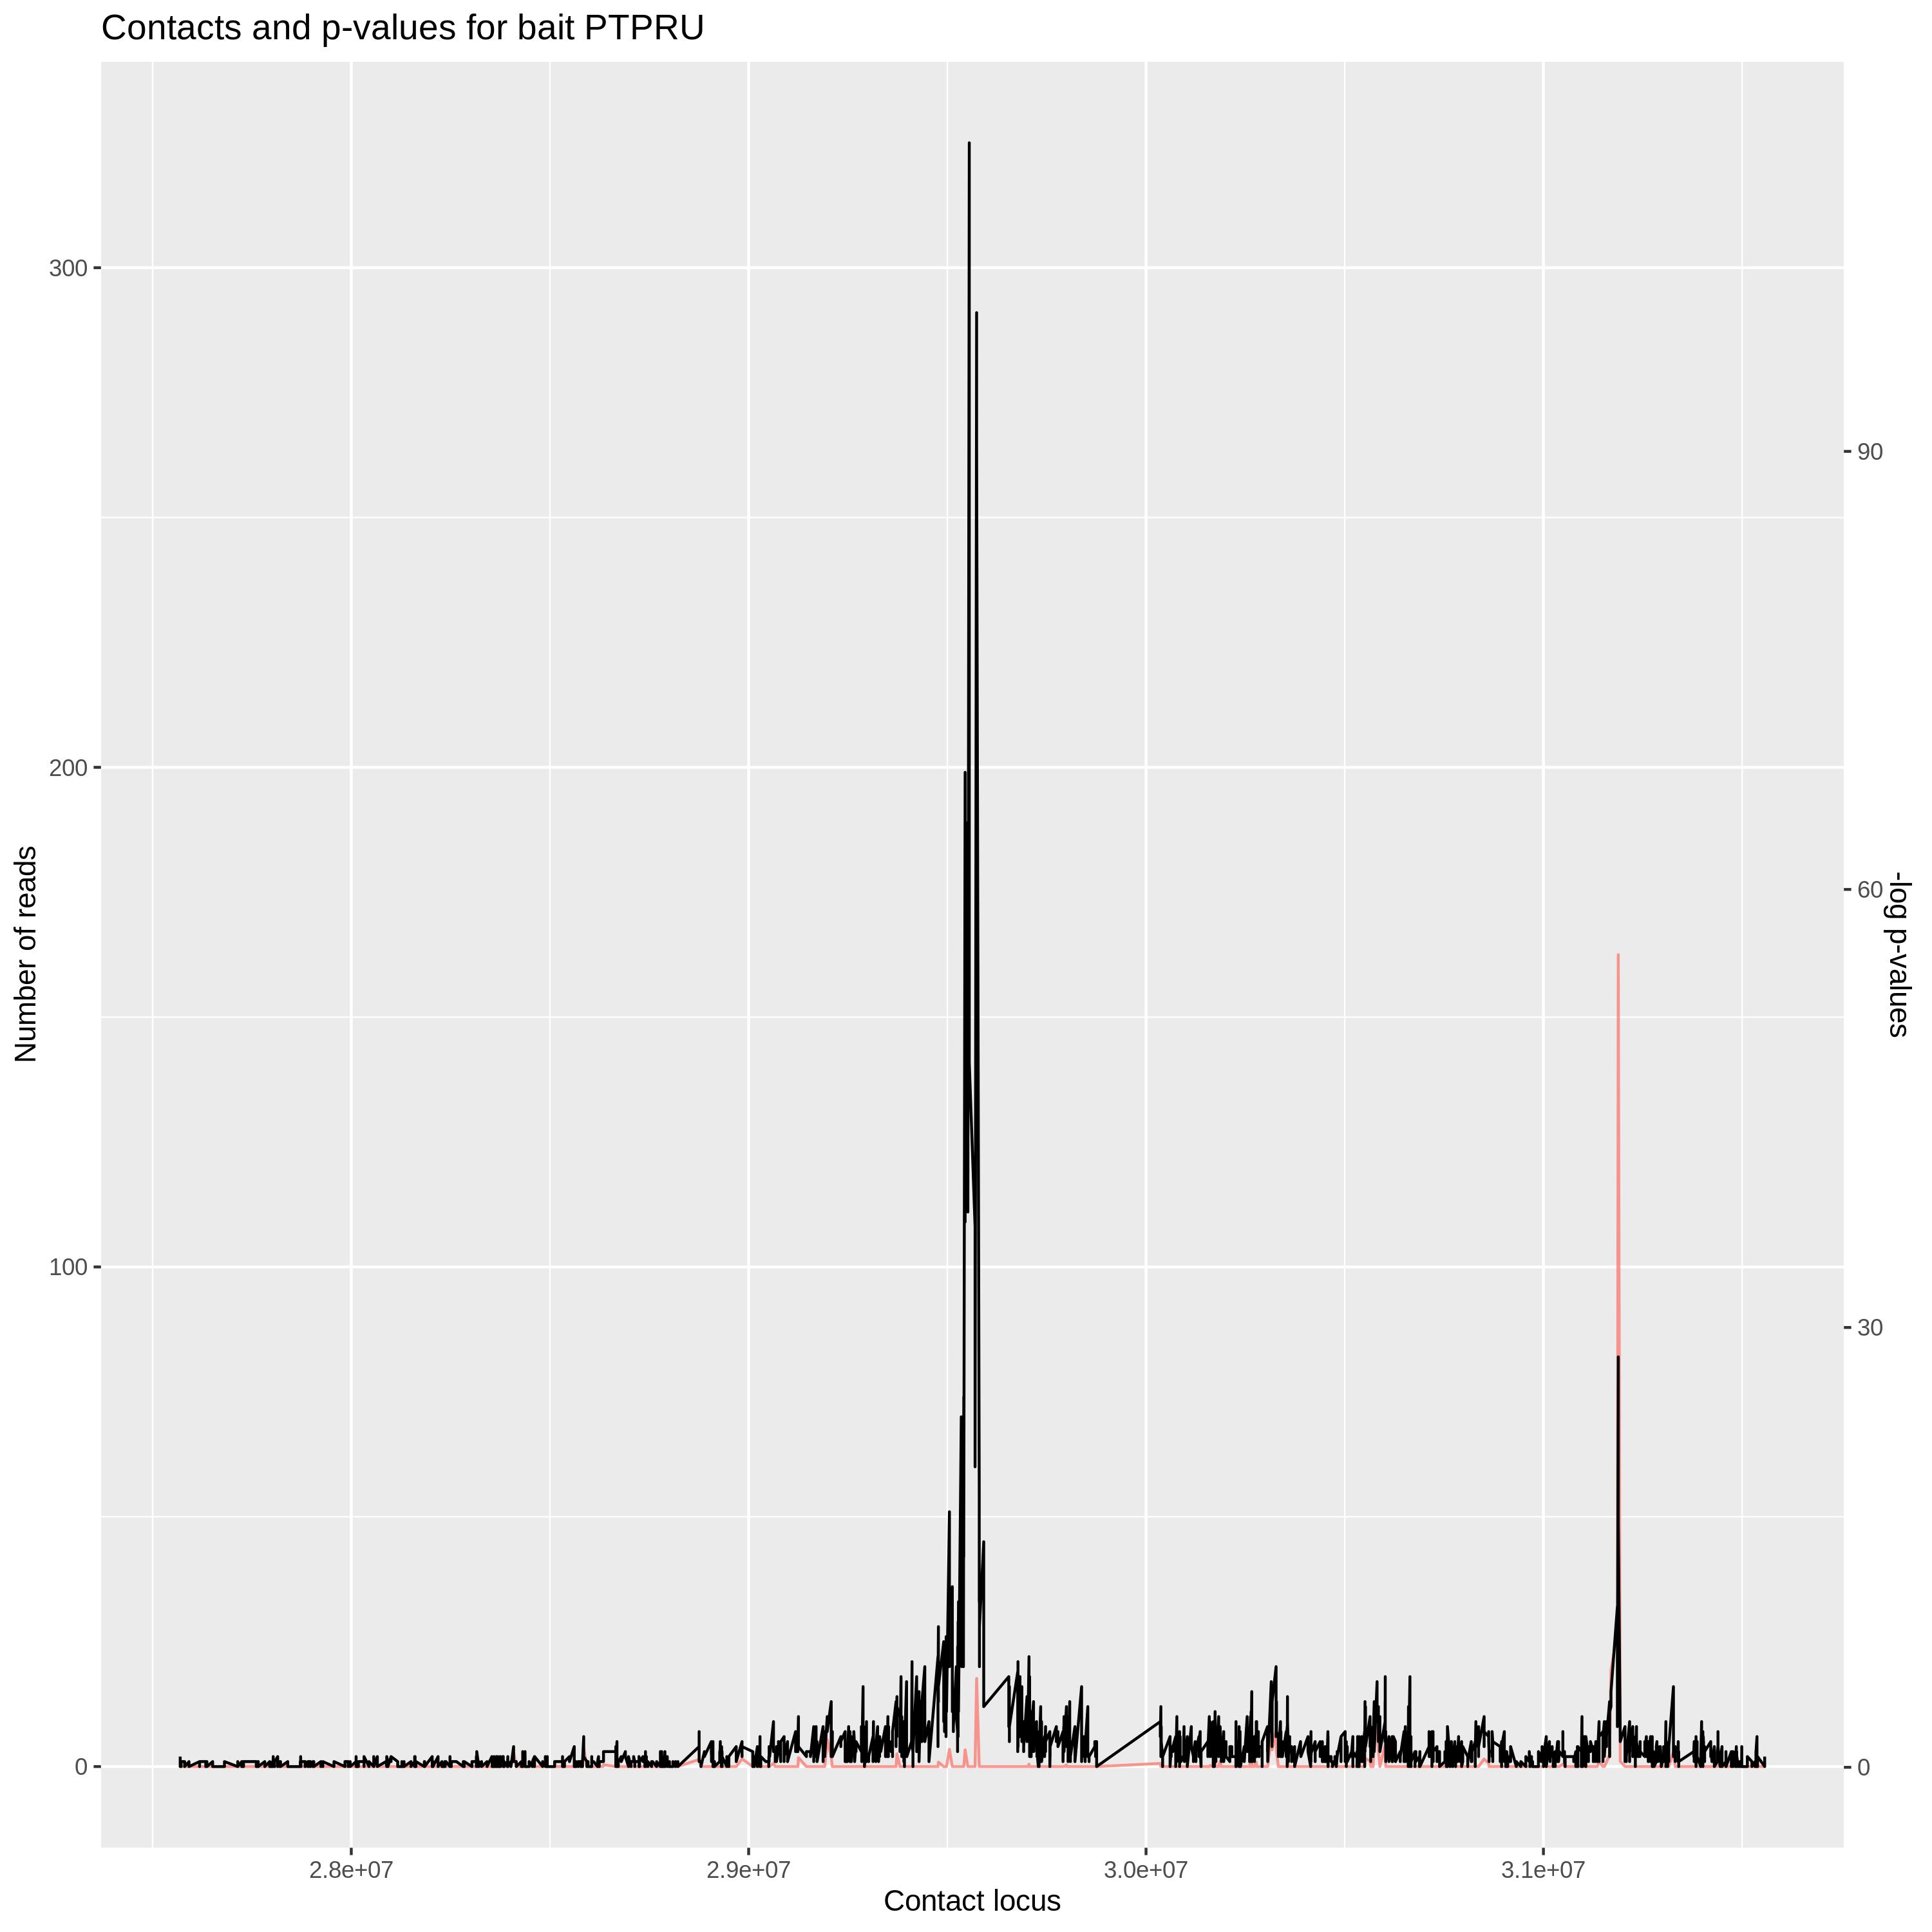 Contacts and p-values for bait PTPRU
300
200
100
0
Number of reads
90
60
30
0
-log p-values
2.8e+07
2.9e+07
3.0e+07
3.1e+07
Contact locus